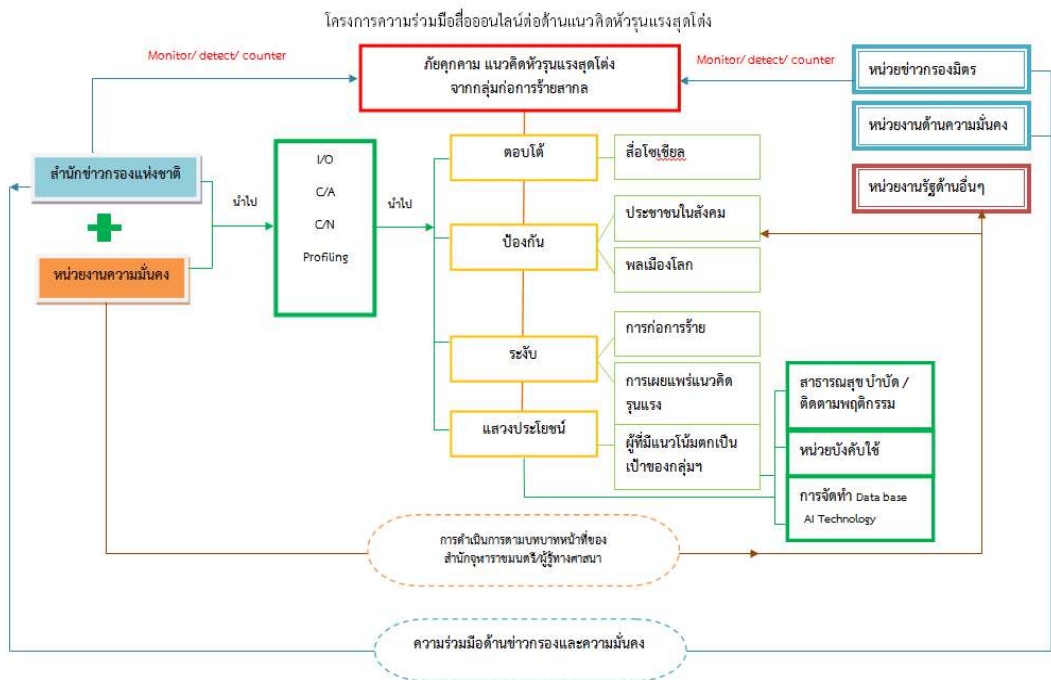 โครงการความร่วมมือสื่อออนไลน์ต่อต้านแนวคิดหัวรุนแรงสุดโต่ง
Monitor/ detect/ counter
ภัยคุกคาม แนวคิดหัวรุนแรงสุดโต่ง
จากกลุ่มก่อการร้ายสากล
Monitor/ detect/ counter
หน่วยข่าวกรองมิตร
หน่วยงานด้านความมั่นคง
หน่วยงานรัฐด้านอื่นๆ
สำนักข่าวกรองแห่งชาติ
หน่วยงานความมั่นคง
นำไป
I/O
C/A
C/N
Profiling
นำไป
ตอบโต้
สื่อโซเชียล
ป้องกัน
ประชาชนในสังคม
พลเมืองโลก
ระงับ
การก่อการร้าย
การเผยแพร่แนวคิด
รุนแรง
แสวงประโยชน์
ผู้ที่มีแนวโน้มตกเป็น
เป้าของกลุ่มฯ
สาธารณสุข บำบัด /
ติดตามพฤติกรรม
หน่วยบังคับใช้
การจัดทำ Data base
AI Technology
การดำเนินการตามบทบาทหน้าที่ของ
สำนักจุฬาราชมนตรี/ผู้รู้ทางศาสนา
ความร่วมมือด้านข่าวกรองและความมั่นคง